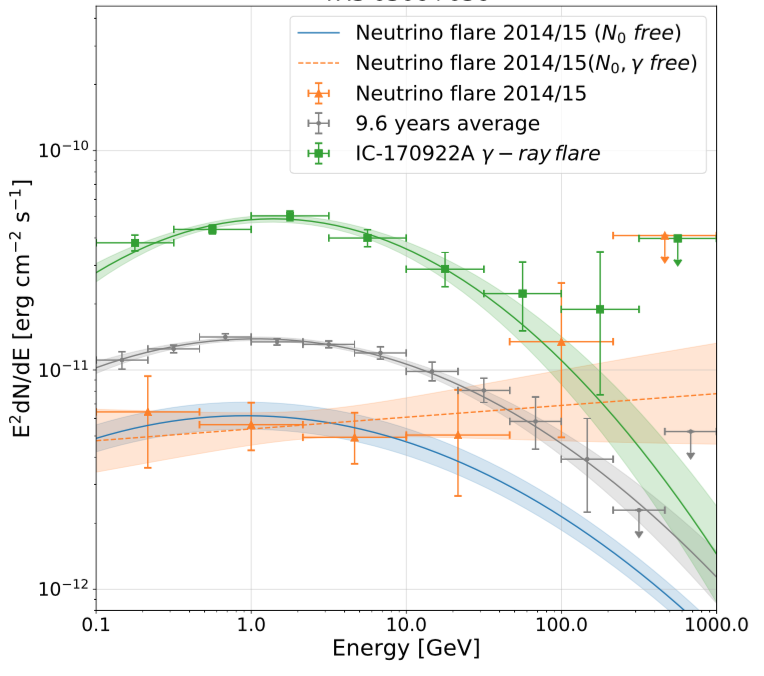 Neutrino flare 2014/15 (N₀ free)
Neutrino flare 2014/15(N₀, γ free)
Neutrino flare 2014/15
9.6 years average
IC-170922A γ − ray flare
10⁻¹⁰
10⁻¹¹
10⁻¹²
E²dN/dE [erg cm⁻² s⁻¹]
0.1 1.0 10.0 100.0 1000.0
Energy [GeV]